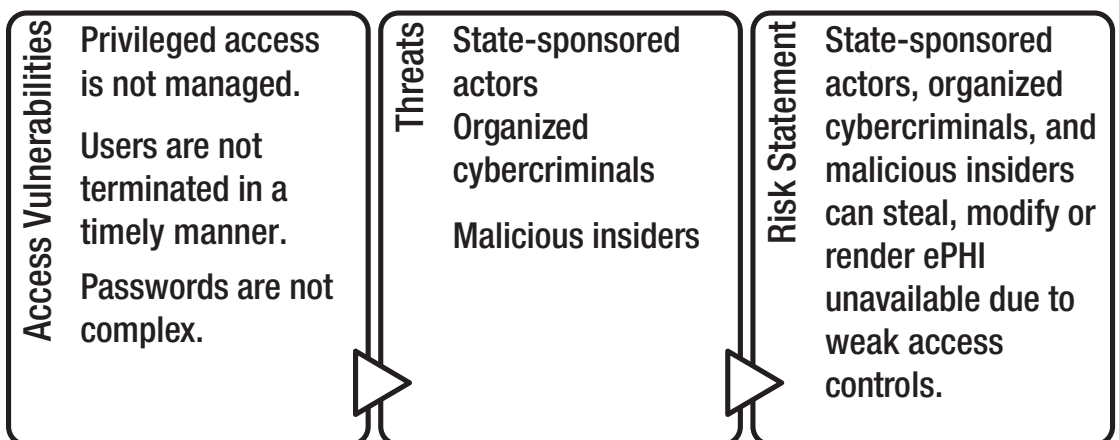 Access Vulnerabilities
Privileged access
is not managed.
Users are not
terminated in a
timely manner.
Passwords are not
complex.
Threats
State-sponsored
actors
Organized
cybercriminals
Malicious insiders
Risk Statement
State-sponsored
actors, organized
cybercriminals, and
malicious insiders
can steal, modify or
render ePHI
unavailable due to
weak access
controls.